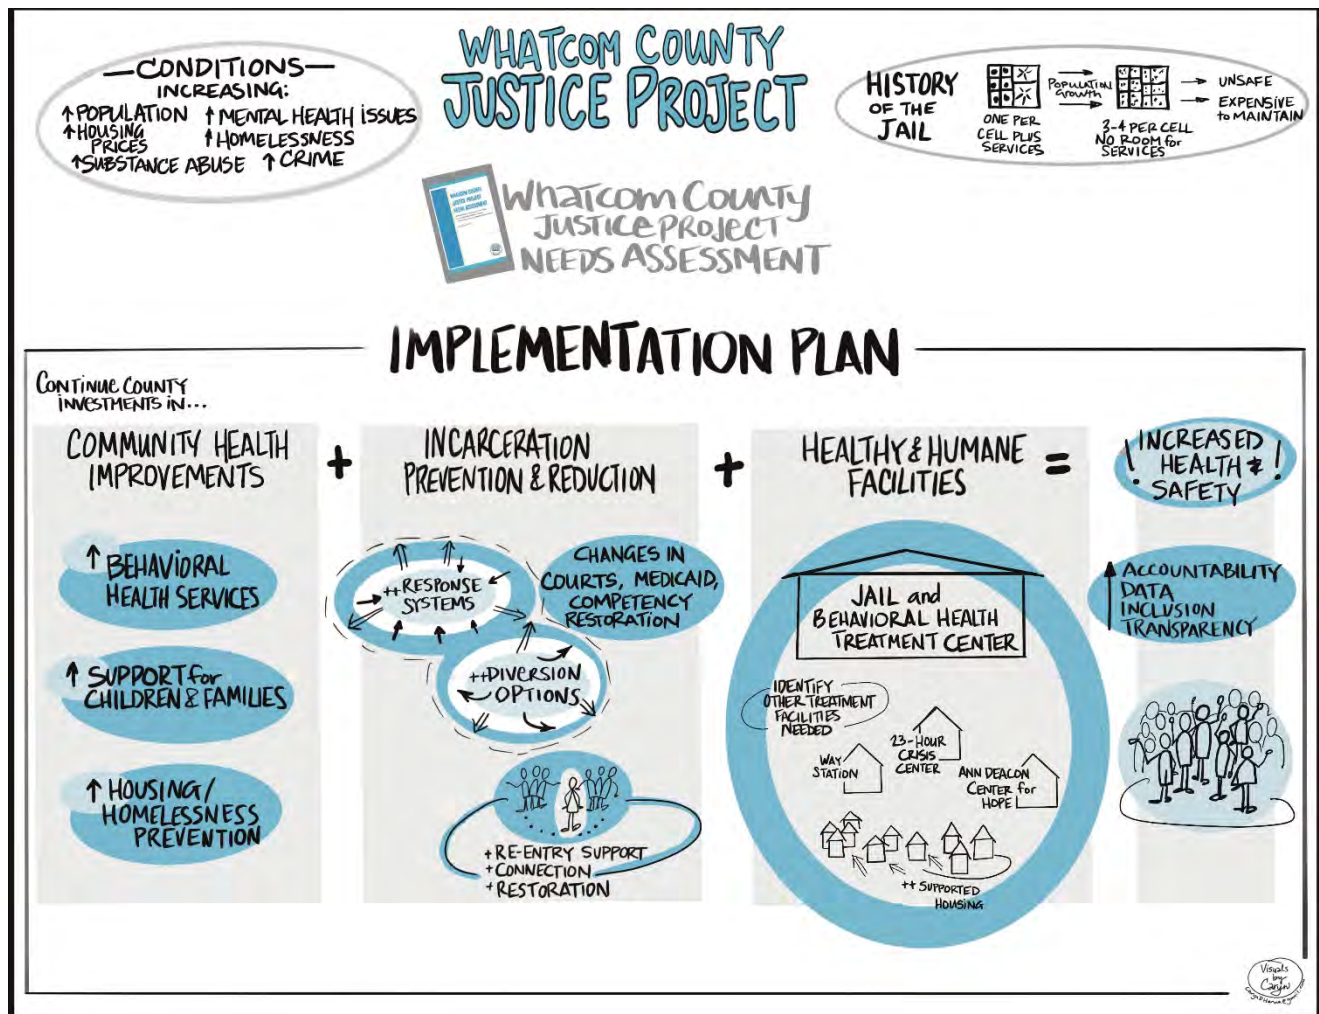 WHATCOM COUNTY
JUSTICE PROJECT
CONDITIONS
INCREASING:
↑ POPULATION
↑ HOUSING
PRICES
↑ SUBSTANCE ABUSE
↑ MENTAL HEALTH ISSUES
↑ HOMELESSNESS
↑ CRIME
HISTORY
OF THE
JAIL
ONE PER
CELL PLUS
SERVICES
POPULATION
GROWTH
3-4 PER CELL
NO ROOM for
SERVICES
UNSAFE
EXPENSIVE
to MAINTAIN
WHATCOM COUNTY
JUSTICE PROJECT
NEEDS ASSESSMENT
WHATCOM COUNTY
JUSTICE PROJECT
NEEDS ASSESSMENT
IMPLEMENTATION PLAN
CONTINUE COUNTY
INVESTMENTS IN...
COMMUNITY HEALTH
IMPROVEMENTS
↑ BEHAVIORAL
HEALTH SERVICES
↑ SUPPORT for
CHILDREN & FAMILIES
↑ HOUSING/
HOMELESSNESS
PREVENTION
+
INCARCERATION
PREVENTION & REDUCTION
++ RESPONSE
SYSTEMS
CHANGES IN
COURTS, MEDICAID,
COMPETENCY
RESTORATION
++ DIVERSION
OPTIONS
+ RE-ENTRY SUPPORT
+ CONNECTION
+ RESTORATION
+
HEALTHY & HUMANE
FACILITIES
JAIL and
BEHAVIORAL HEALTH
TREATMENT CENTER
IDENTIFY
OTHER TREATMENT
FACILITIES
NEEDED
WAY
STATION
23-HOUR
CRISIS
CENTER
ANN DEACON
CENTER for
HOPE
++ SUPPORTED
HOUSING
=
! INCREASED
HEALTH &
SAFETY !
↑ ACCOUNTABILITY
DATA
INCLUSION
TRANSPARENCY
Visuals
by
Caryn